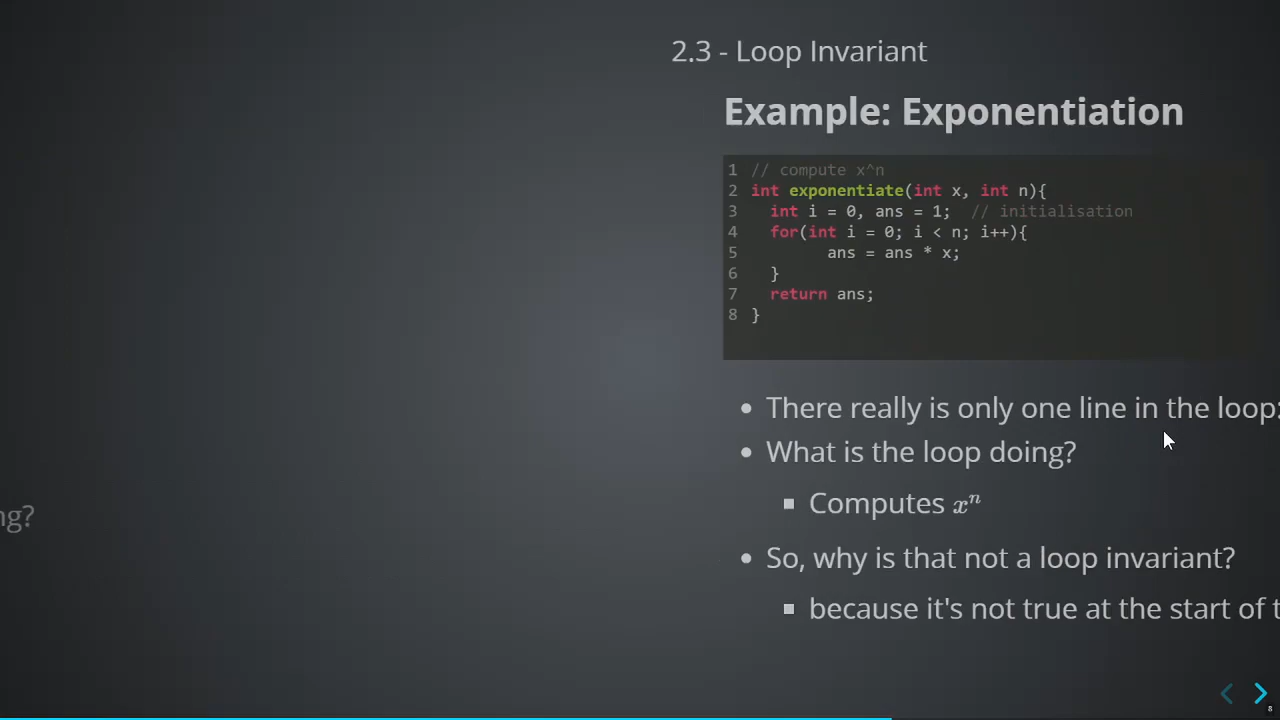 2.3 - Loop Invariant
Example: Exponentiation
1 // compute x^n
2 int exponentiate(int x, int n){
3 int i = 0, ans = 1; // initialisation
4 for(int i = 0; i < n; i++){
5 ans = ans * x;
6 }
7 return ans;
8 }
There really is only one line in the loop:
What is the loop doing?
Computes xⁿ
So, why is that not a loop invariant?
because it's not true at the start of
ng?
8